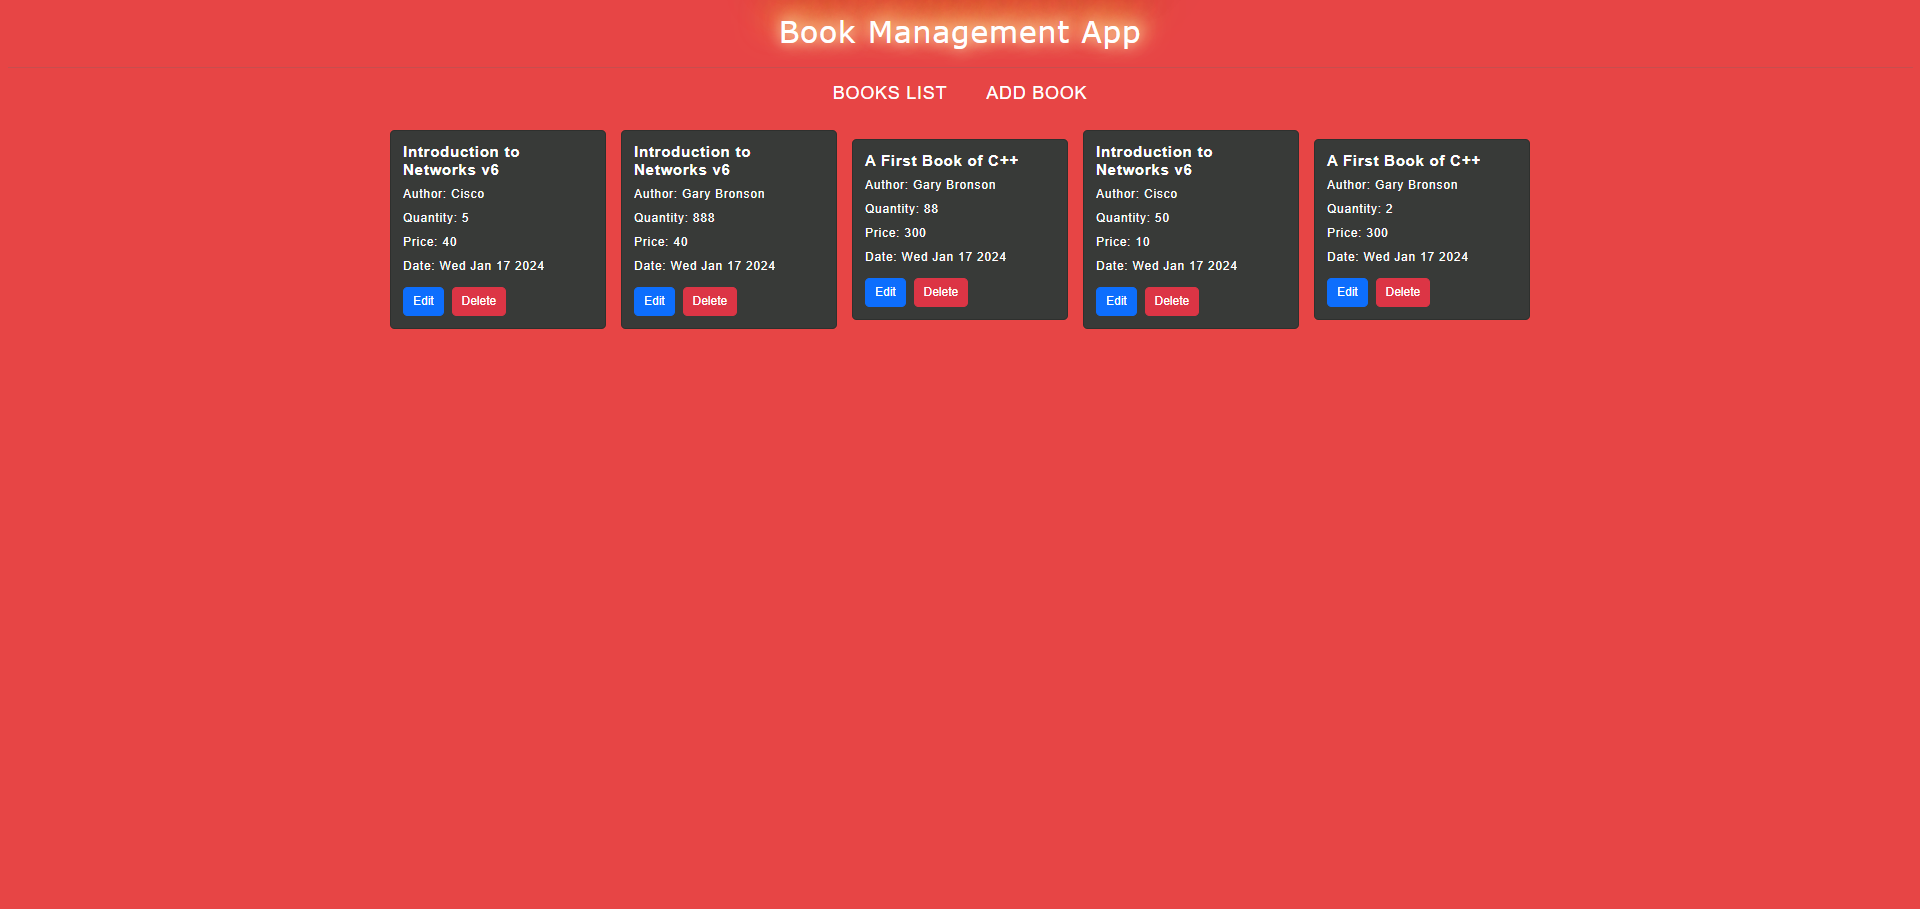 Book Management App
BOOKS LIST
ADD BOOK
Introduction to
Networks v6
Author: Cisco
Quantity: 5
Price: 40
Date: Wed Jan 17 2024
Edit
Delete
Introduction to
Networks v6
Author: Gary Bronson
Quantity: 888
Price: 40
Date: Wed Jan 17 2024
Edit
Delete
A First Book of C++
Author: Gary Bronson
Quantity: 88
Price: 300
Date: Wed Jan 17 2024
Edit
Delete
Introduction to
Networks v6
Author: Cisco
Quantity: 50
Price: 10
Date: Wed Jan 17 2024
Edit
Delete
A First Book of C++
Author: Gary Bronson
Quantity: 2
Price: 300
Date: Wed Jan 17 2024
Edit
Delete